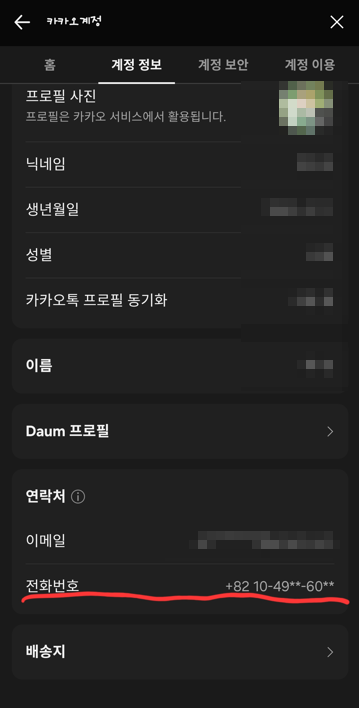 카카오계정
홈 계정 정보 계정 보안 계정 이용
프로필 사진
프로필은 카카오 서비스에서 활용됩니다.
닉네임
생년월일
성별
카카오톡 프로필 동기화
이름
Daum 프로필
연락처
이메일
전화번호 +82 10-49**-60**
배송지